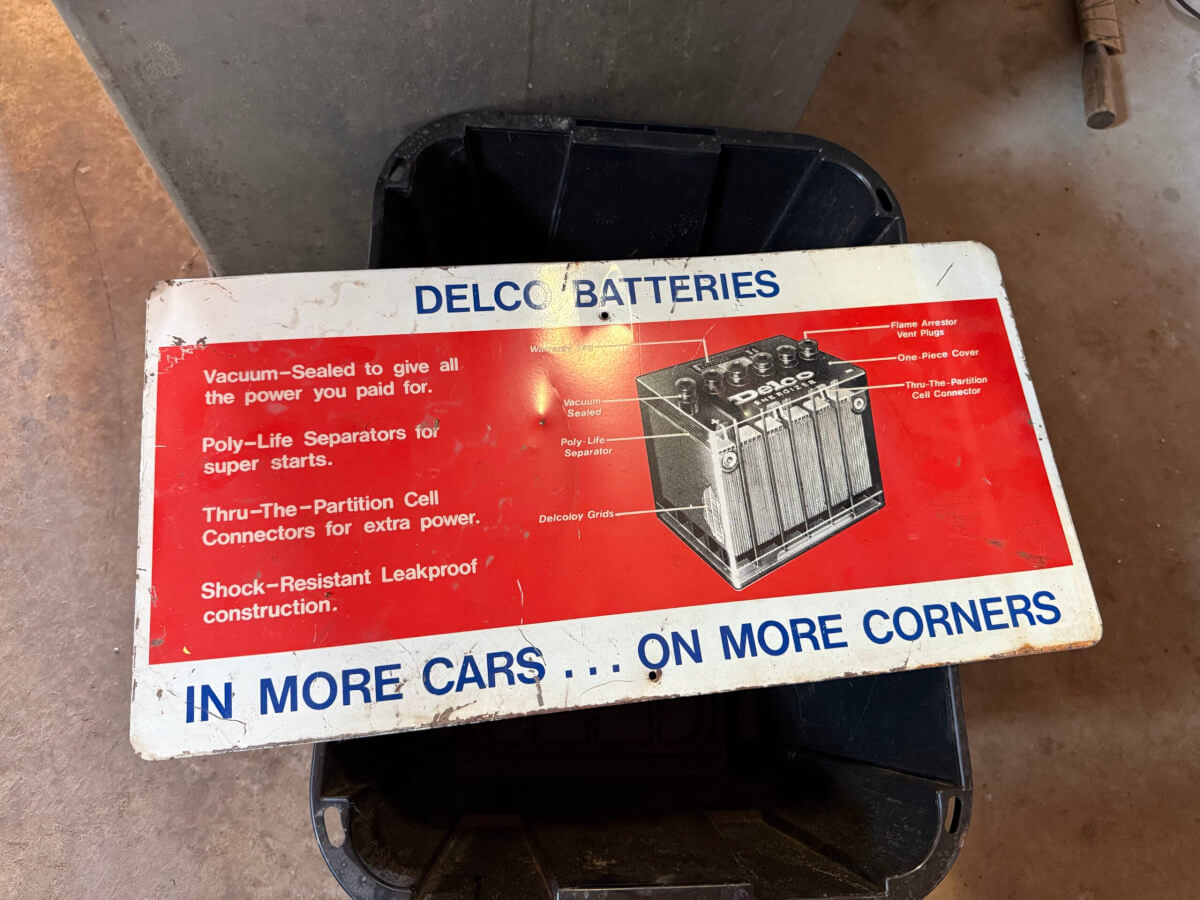 DELCO BATTERIES
Vacuum-Sealed to give all
the power you paid for.
Poly-Life Separators for
super starts.
Thru-The-Partition Cell
Connectors for extra power.
Shock-Resistant Leakproof
construction.
Vacuum
Sealed
Poly-Life
Separator
Delcoloy Grids
Delco
ENERGIZER
Flame Arrestor
Vent Plugs
One-Piece Cover
Thru-The-Partition
Cell Connector
IN MORE CARS . . . ON MORE CORNERS